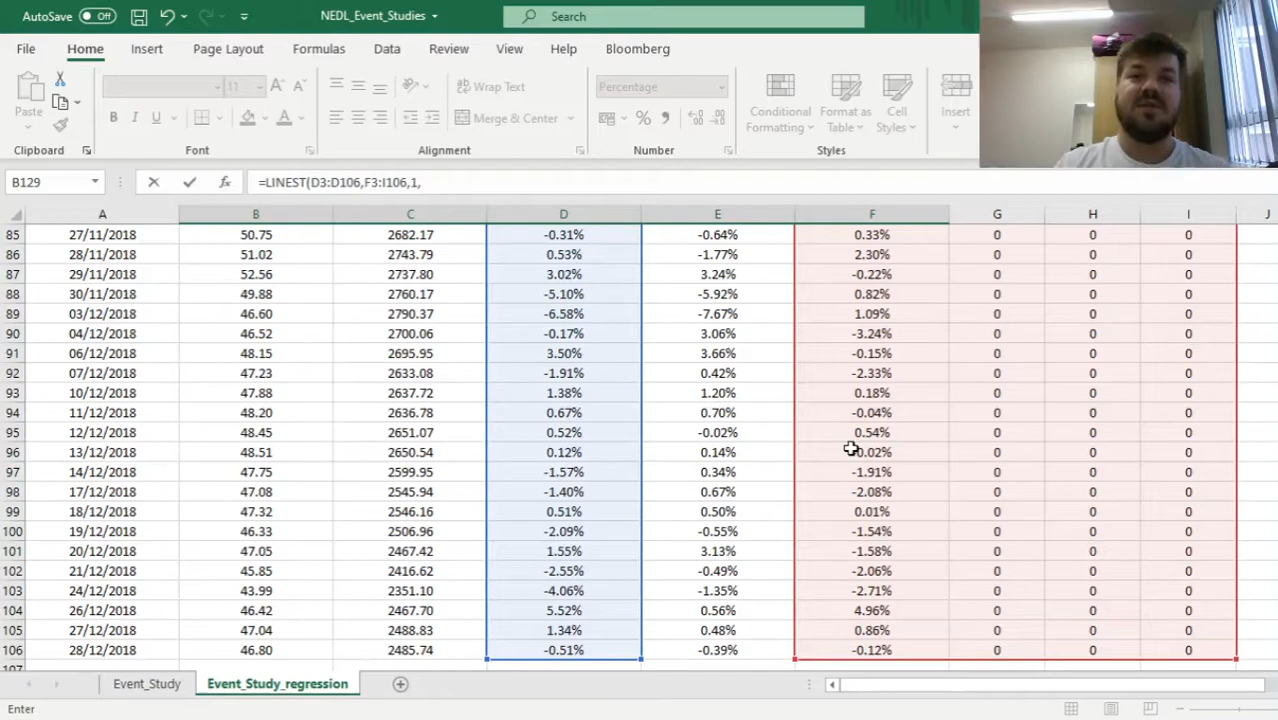 AutoSave Off NEDL_Event_Studies Search
File Home Insert Page Layout Formulas Data Review View Help Bloomberg
Paste 11 A A Wrap Text Percentage Conditional Formatting Format as Table Cell Styles Insert
B I U A Merge & Center % ,
Clipboard Font Alignment Number Styles
B129 fx =LINEST(D3:D106,F3:I106,1,
A B C D E F G H I J
85 27/11/2018 50.75 2682.17 -0.31% -0.64% 0.33% 0 0 0
86 28/11/2018 51.02 2743.79 0.53% -1.77% 2.30% 0 0 0
87 29/11/2018 52.56 2737.80 3.02% 3.24% -0.22% 0 0 0
88 30/11/2018 49.88 2760.17 -5.10% -5.92% 0.82% 0 0 0
89 03/12/2018 46.60 2790.37 -6.58% -7.67% 1.09% 0 0 0
90 04/12/2018 46.52 2700.06 -0.17% 3.06% -3.24% 0 0 0
91 06/12/2018 48.15 2695.95 3.50% 3.66% -0.15% 0 0 0
92 07/12/2018 47.23 2633.08 -1.91% 0.42% -2.33% 0 0 0
93 10/12/2018 47.88 2637.72 1.38% 1.20% 0.18% 0 0 0
94 11/12/2018 48.20 2636.78 0.67% 0.70% -0.04% 0 0 0
95 12/12/2018 48.45 2651.07 0.52% -0.02% 0.54% 0 0 0
96 13/12/2018 48.51 2650.54 0.12% 0.14% 0.02% 0 0 0
97 14/12/2018 47.75 2599.95 -1.57% 0.34% -1.91% 0 0 0
98 17/12/2018 47.08 2545.94 -1.40% 0.67% -2.08% 0 0 0
99 18/12/2018 47.32 2546.16 0.51% 0.50% 0.01% 0 0 0
100 19/12/2018 46.33 2506.96 -2.09% -0.55% -1.54% 0 0 0
101 20/12/2018 47.05 2467.42 1.55% 3.13% -1.58% 0 0 0
102 21/12/2018 45.85 2416.62 -2.55% -0.49% -2.06% 0 0 0
103 24/12/2018 43.99 2351.10 -4.06% -1.35% -2.71% 0 0 0
104 26/12/2018 46.42 2467.70 5.52% 0.56% 4.96% 0 0 0
105 27/12/2018 47.04 2488.83 1.34% 0.48% 0.86% 0 0 0
106 28/12/2018 46.80 2485.74 -0.51% -0.39% -0.12% 0 0 0
Event_Study Event_Study_regression
Enter